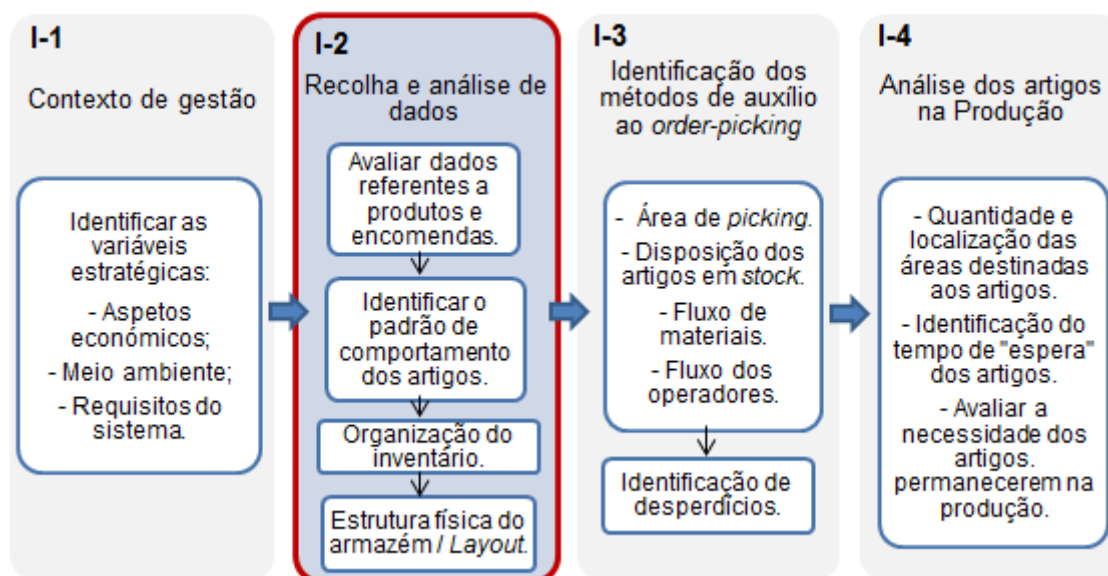 I-1
Contexto de gestão
Identificar as
variáveis
estratégicas:
- Aspetos
económicos;
- Meio ambiente;
- Requisitos do
sistema.
I-2
Recolha e análise de
dados
Avaliar dados
referentes a
produtos e
encomendas.
Identificar o
padrão de
comportamento
dos artigos.
Organização do
inventário.
Estrutura física do
armazém / Layout.
I-3
Identificação dos
métodos de auxílio
ao order-picking
- Área de picking.
- Disposição dos
artigos em stock.
- Fluxo de
materiais.
- Fluxo dos
operadores.
Identificação de
desperdícios.
I-4
Análise dos artigos
na Produção
- Quantidade e
localização das
áreas destinadas
aos artigos.
- Identificação do
tempo de "espera"
dos artigos.
- Avaliar a
necessidade dos
artigos.
permanecerem na
produção.